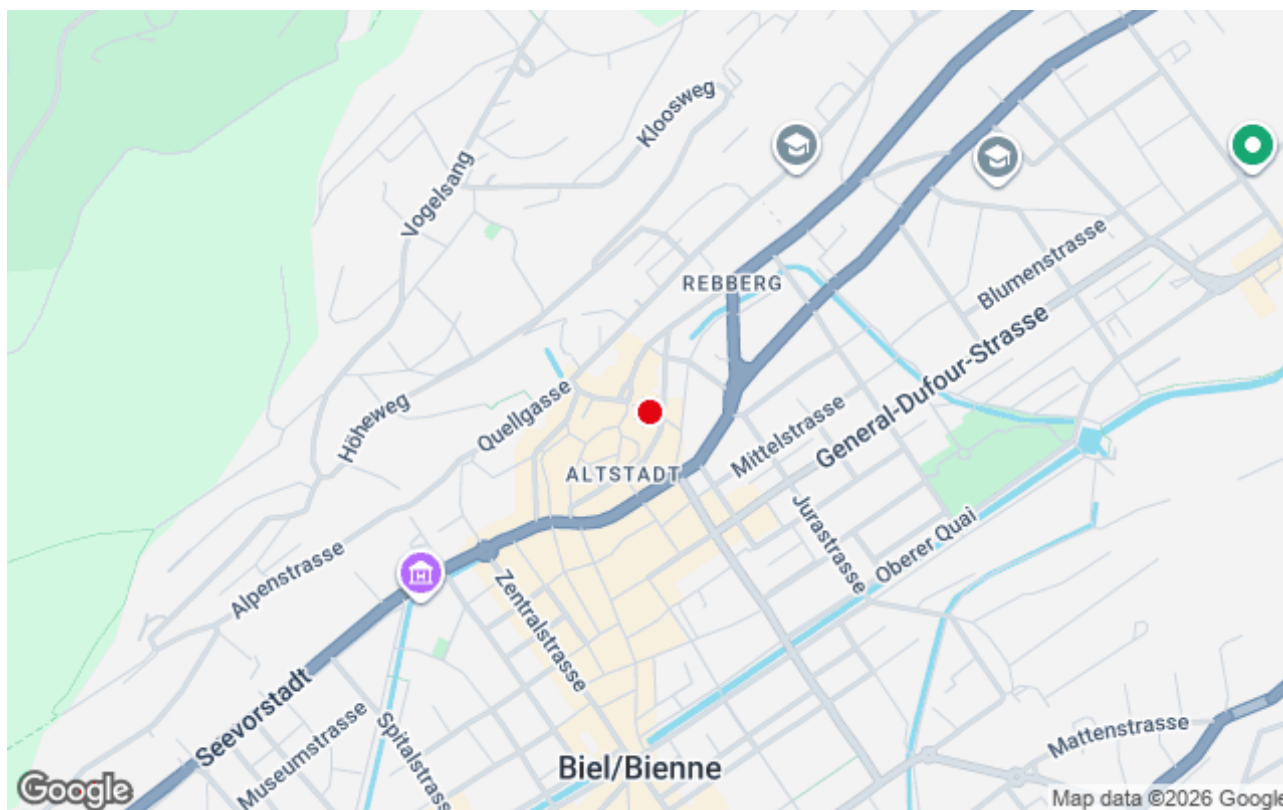 Kloosweg
Vogelsang
REBBERG
Blumenstrasse
General-Dufour-Strasse
Höheweg
Quellgasse
Mittelstrasse
ALTSTADT
Jurastrasse
Oberer Quai
Alpenstrasse
Zentralstrasse
Seevorstadt
Museumstrasse
Spitalstrass
Mattenstrasse
Biel/Bienne
Google
Map data ©2026 Google